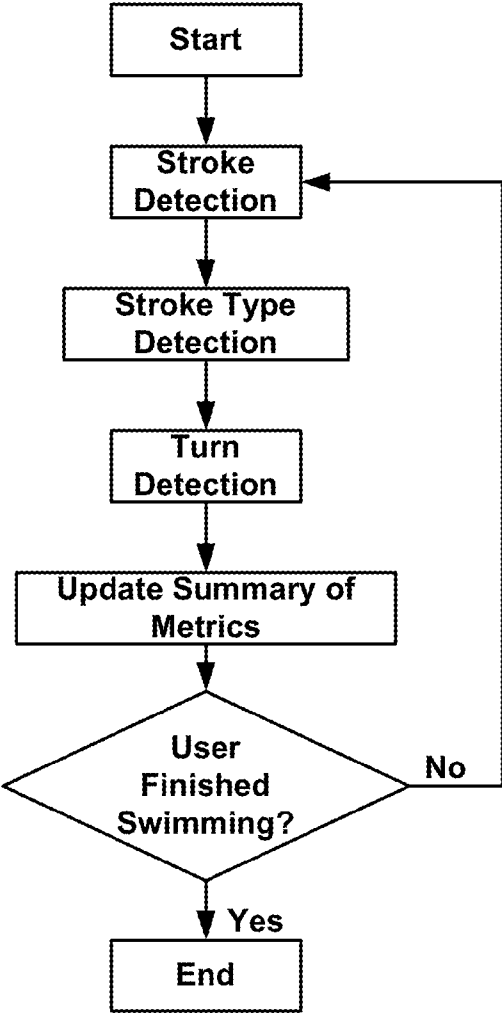 Start
Stroke
Detection
Stroke Type
Detection
Turn
Detection
Update Summary of
Metrics
User
Finished
Swimming?
No
Yes
End